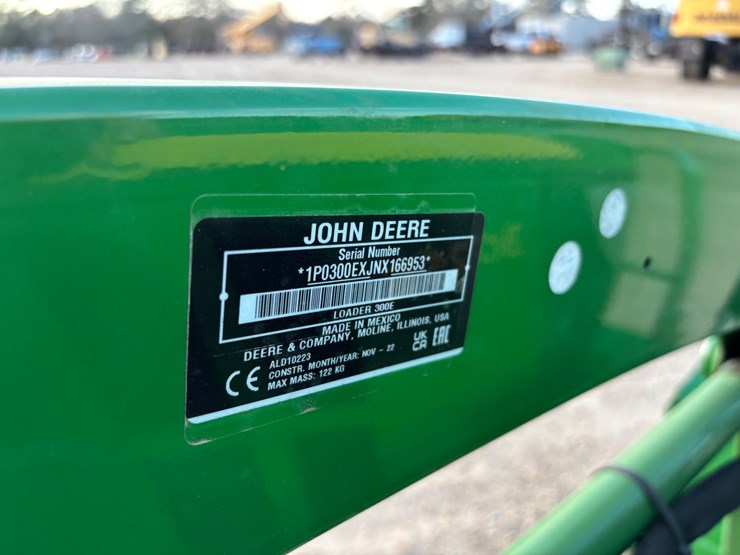 JOHN DEERE
Serial Number
*1P0300EXJNX166953*
LOADER 300E
MADE IN MEXICO
DEERE & COMPANY, MOLINE, ILLINOIS, USA
ALD10223
CONSTR. MONTH/YEAR: NOV - 22
MAX MASS: 122 KG
CE
UK
CA
EAC